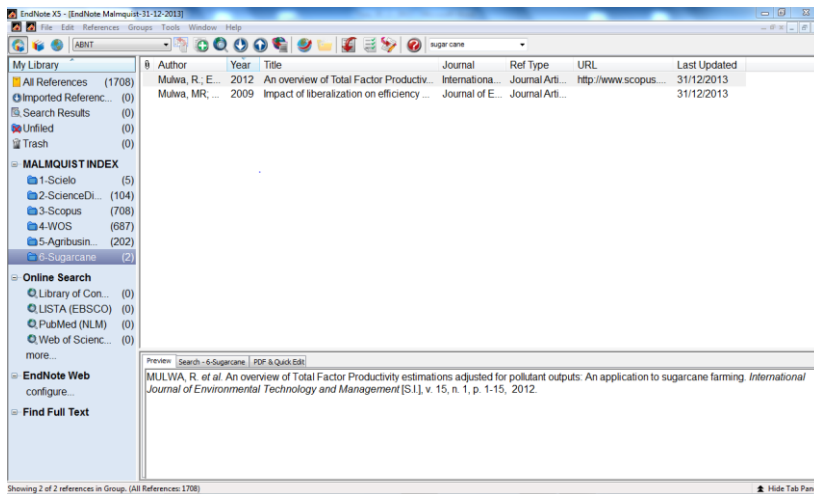 EndNote X5 - [EndNote Malmquist-31-12-2013]
File Edit References Groups Tools Window Help
ABNT
sugar cane
My Library
Author Year Title Journal Ref Type URL Last Updated
All References (1708)
Mulwa, R.; E... 2012 An overview of Total Factor Productiv... Internationa... Journal Arti... http://www.scopus.... 31/12/2013
Imported Referenc... (0)
Mulwa, MR; ... 2009 Impact of liberalization on efficiency ... Journal of E... Journal Arti... 31/12/2013
Search Results (0)
Unfiled (0)
Trash (0)
MALMQUIST INDEX
1-Scielo (5)
2-ScienceDi... (104)
3-Scopus (708)
4-WOS (687)
5-Agribusin... (202)
6-Sugarcane (2)
Online Search
Library of Con... (0)
LISTA (EBSCO) (0)
PubMed (NLM) (0)
Web of Scienc... (0)
more...
EndNote Web
configure...
Find Full Text
Preview Search - 6-Sugarcane PDF & Quick Edit
MULWA, R. et al. An overview of Total Factor Productivity estimations adjusted for pollutant outputs: An application to sugarcane farming. International
Journal of Environmental Technology and Management [S.I.], v. 15, n. 1, p. 1-15, 2012.
Showing 2 of 2 references in Group. (All References: 1708)
Hide Tab Pan